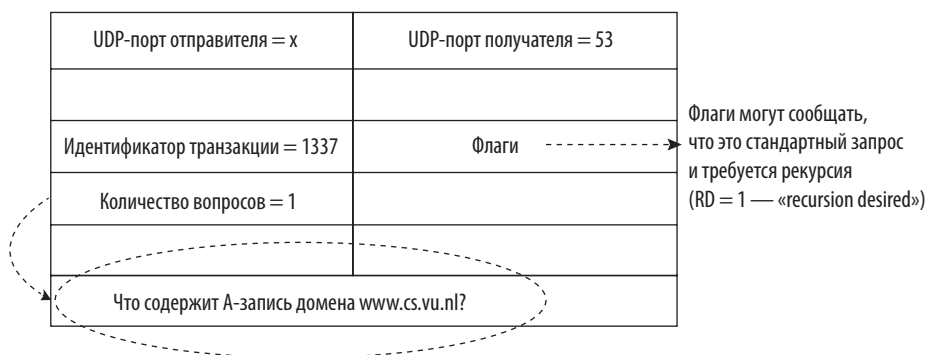 UDP-порт отправителя = x
UDP-порт получателя = 53
Идентификатор транзакции = 1337
Флаги
Флаги могут сообщать,
что это стандартный запрос
и требуется рекурсия
(RD = 1 — «recursion desired»)
Количество вопросов = 1
Что содержит A-запись домена www.cs.vu.nl?